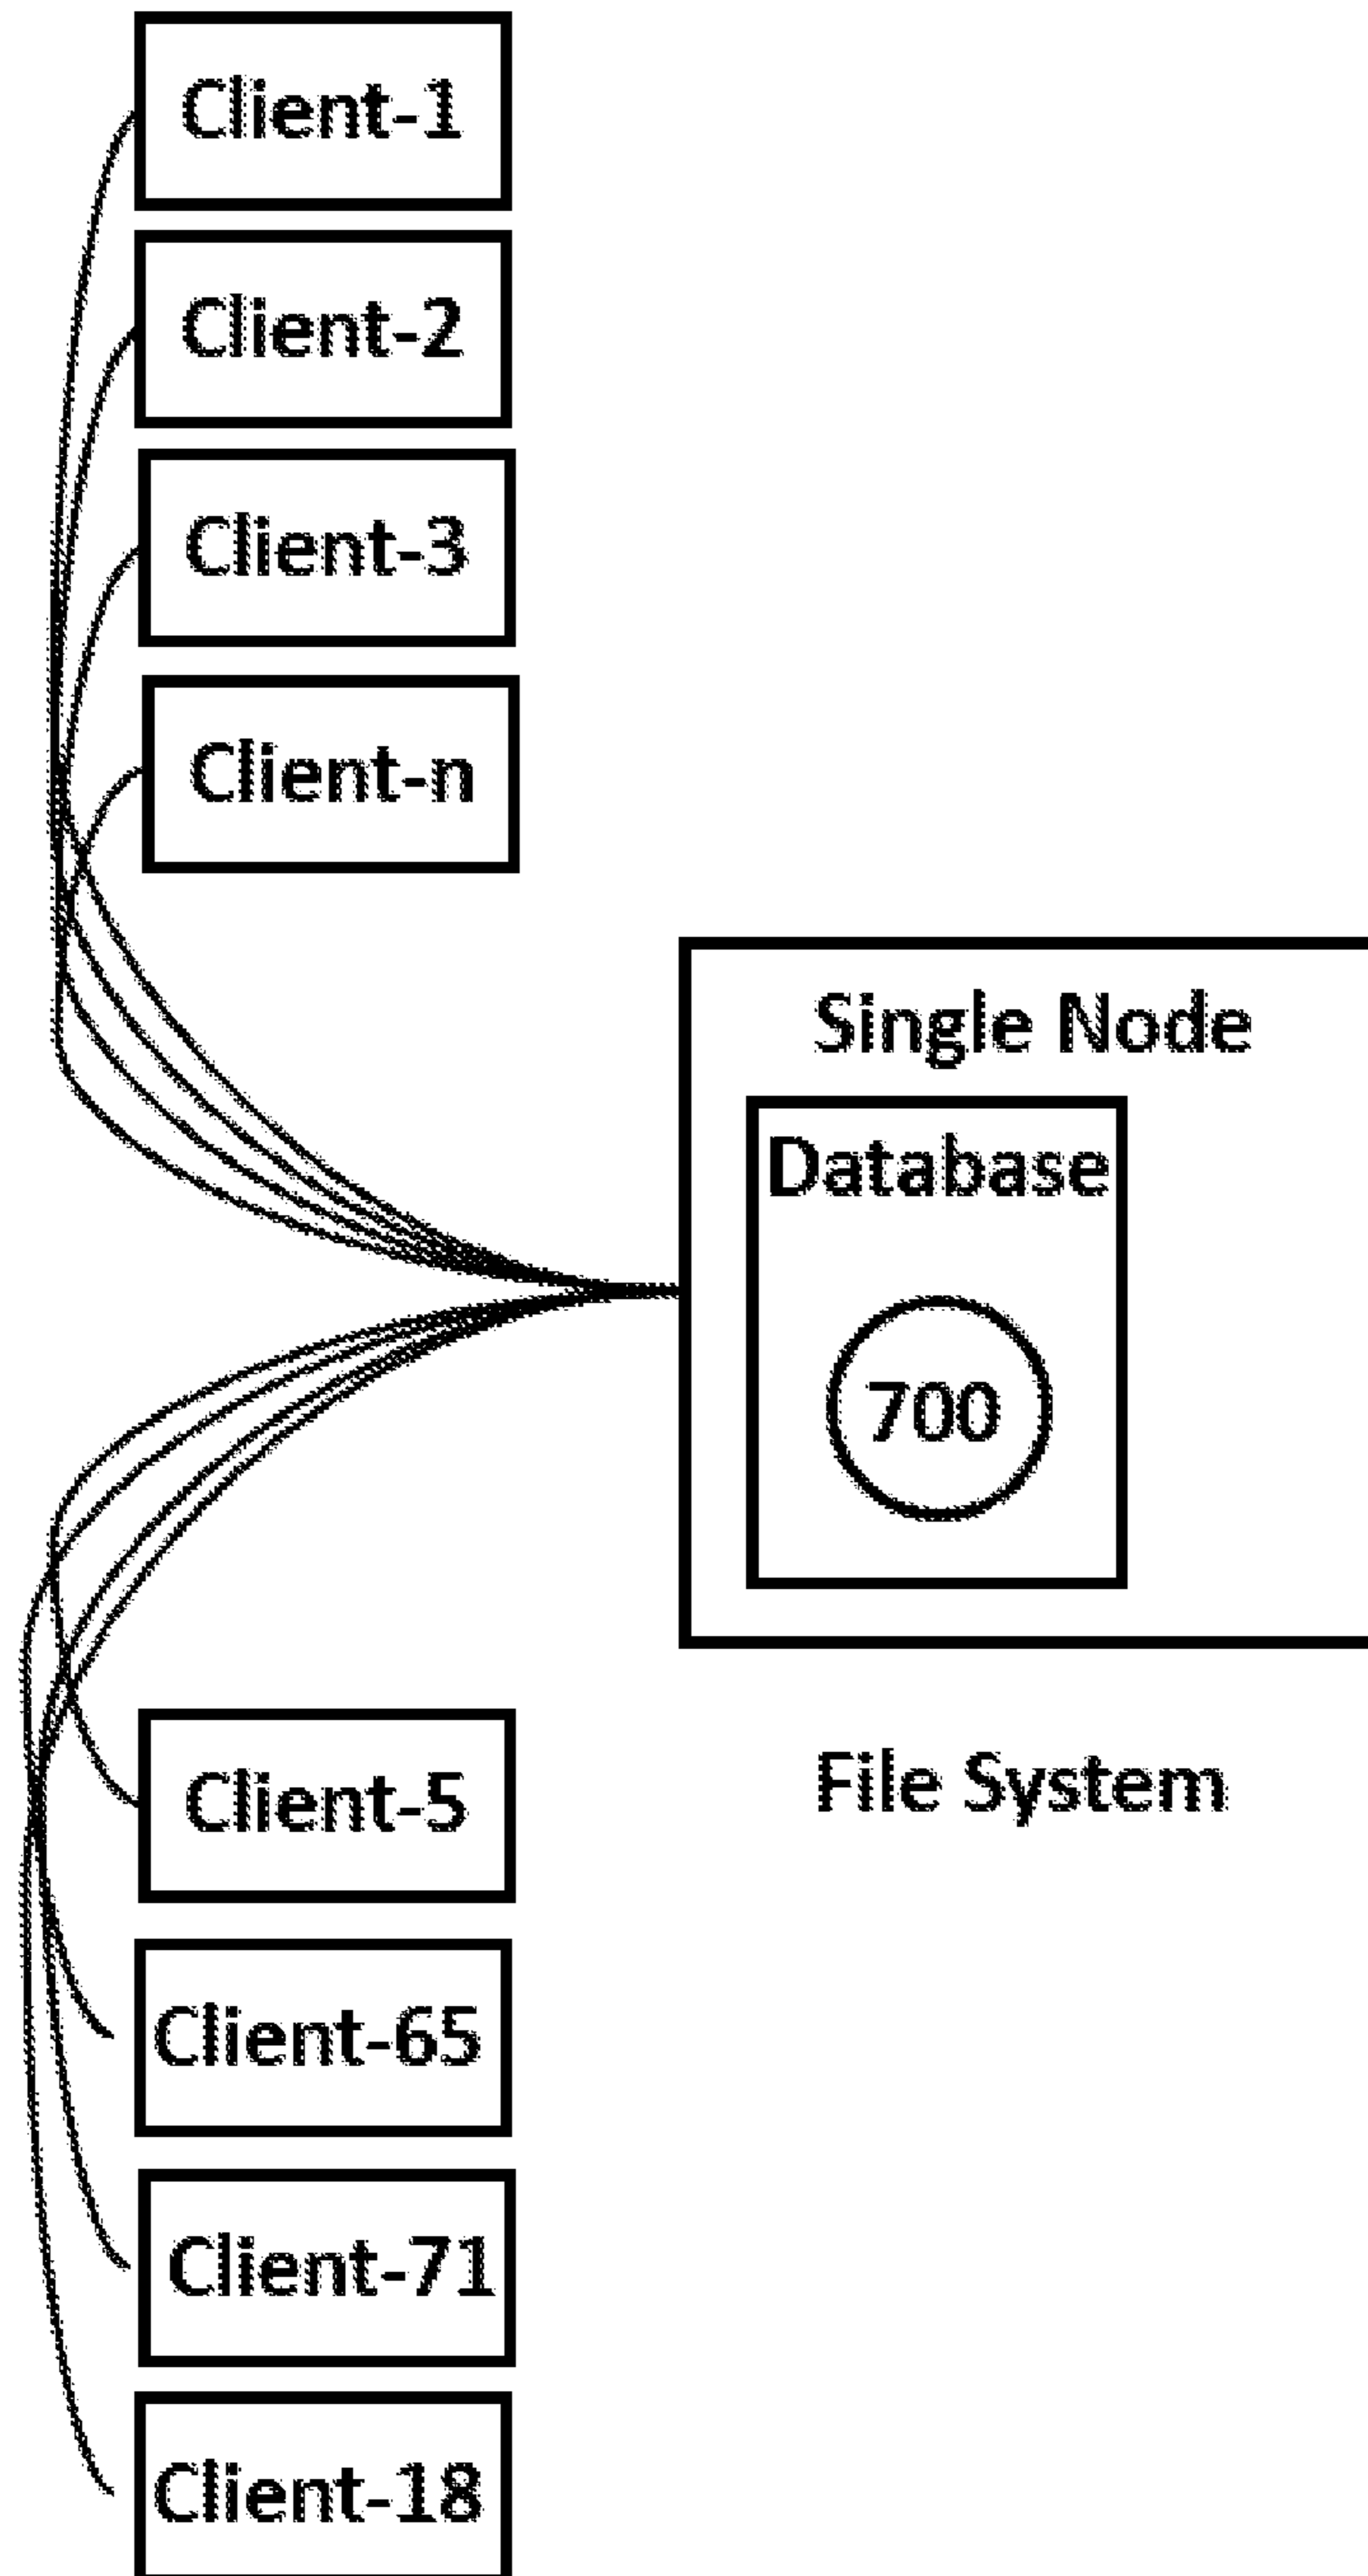 Client-1
Client-2
Client-3
Client-n
Single Node
Database
700
Client-5
File System
Client-65
Client-71
Client-18